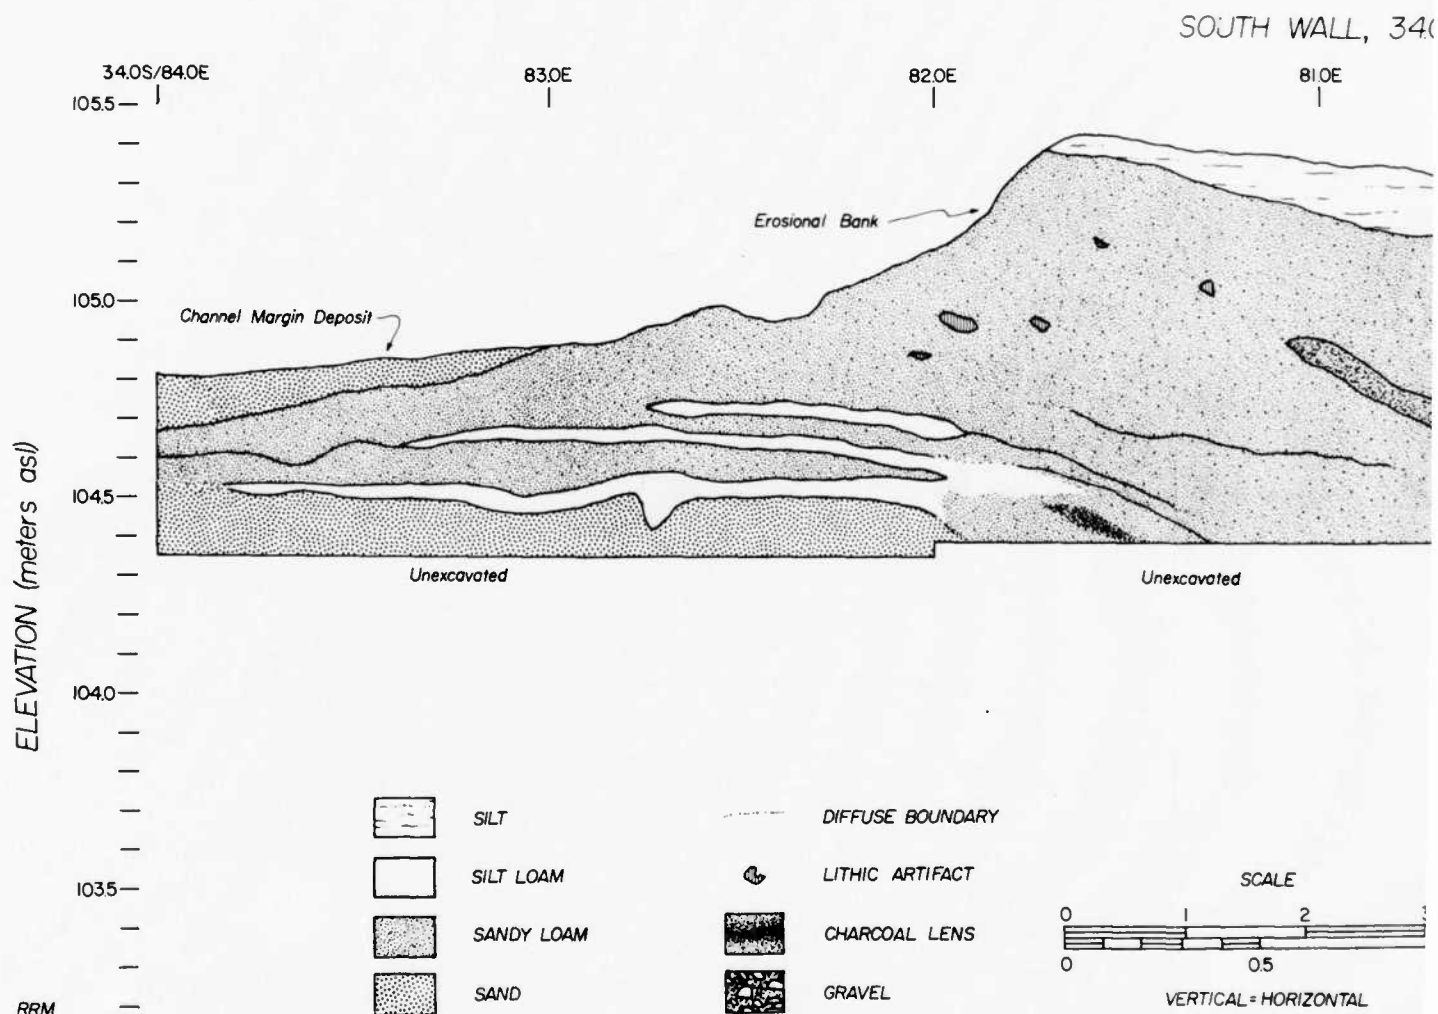 SOUTH WALL, 34.0
34.0S/84.0E 83.0E 82.0E 81.0E
105.5
Erosional Bank
105.0
Channel Margin Deposit
104.5
Unexcavated Unexcavated
ELEVATION (meters asl)
104.0
SILT DIFFUSE BOUNDARY
SILT LOAM LITHIC ARTIFACT
103.5
SCALE
0 1 2 3
SANDY LOAM CHARCOAL LENS
0 0.5
SAND GRAVEL
VERTICAL = HORIZONTAL
RRM